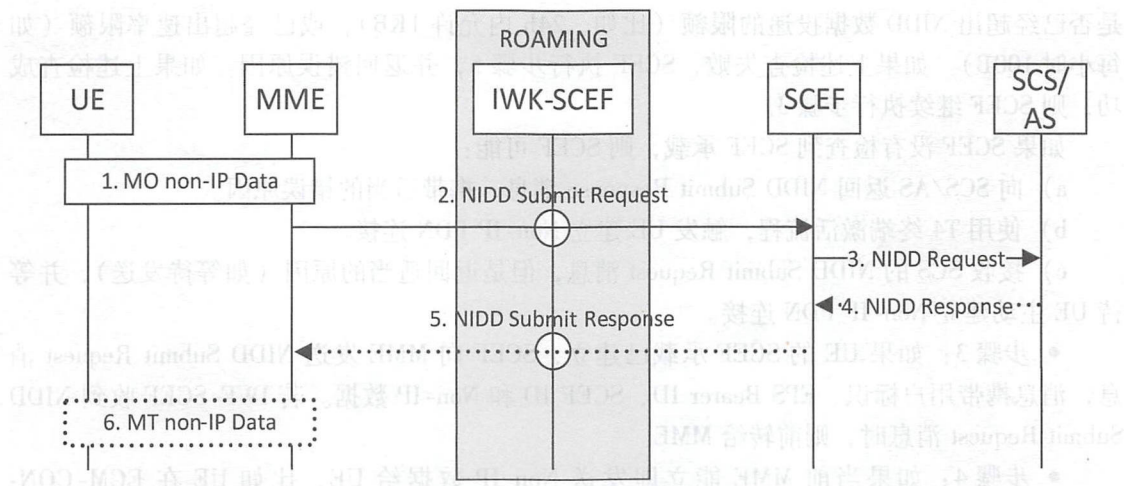 ROAMING
UE
MME
IWK-SCEF
SCEF
SCS/
AS
1. MO non-IP Data
2. NIDD Submit Request
3. NIDD Request
4. NIDD Response
5. NIDD Submit Response
6. MT non-IP Data